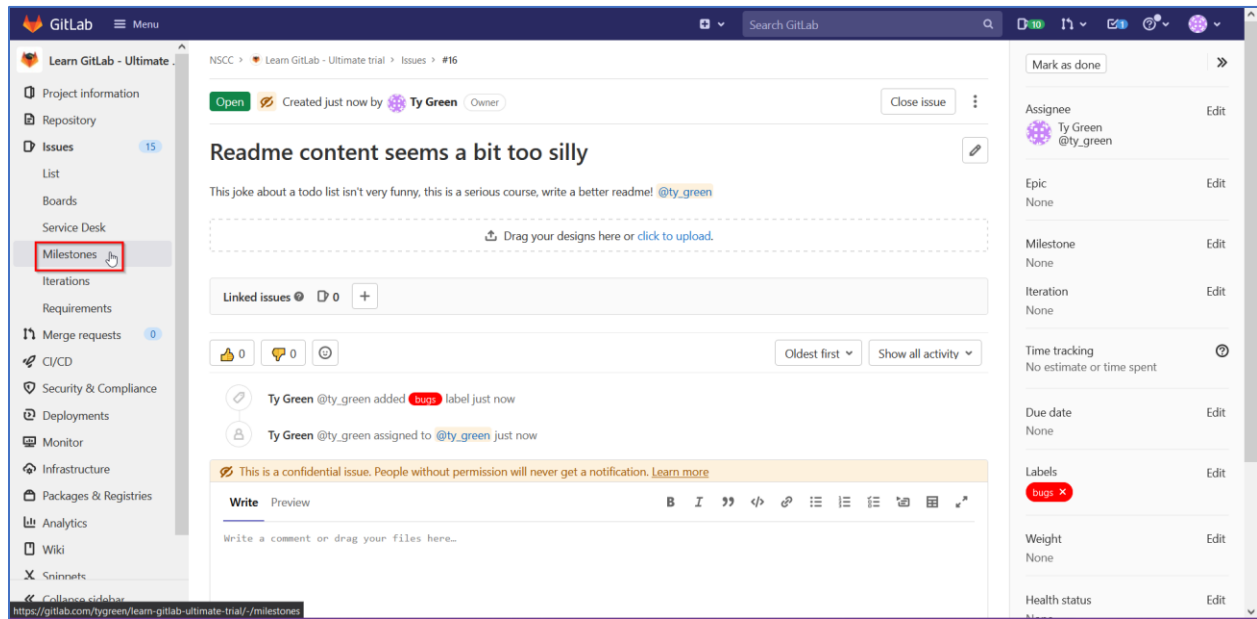 GitLab Menu Search GitLab 10 1
Learn GitLab - Ultimate .
Project information
Repository
Issues 15
List
Boards
Service Desk
Milestones
Iterations
Requirements
Merge requests 0
CI/CD
Security & Compliance
Deployments
Monitor
Infrastructure
Packages & Registries
Analytics
Wiki
Snippets
Collapse sidebar
https://gitlab.com/tygreen/learn-gitlab-ultimate-trial/-/milestones
NSCC > Learn GitLab - Ultimate trial > Issues > #16
Open Created just now by Ty Green Owner Close issue
Readme content seems a bit too silly
This joke about a todo list isn't very funny, this is a serious course, write a better readme! @ty_green
Drag your designs here or click to upload.
Linked issues 0 +
0 0 Oldest first Show all activity
Ty Green @ty_green added bugs label just now
Ty Green @ty_green assigned to @ty_green just now
This is a confidential issue. People without permission will never get a notification. Learn more
Write Preview B I
Write a comment or drag your files here…
Mark as done
Assignee Edit
Ty Green
@ty_green
Epic Edit
None
Milestone Edit
None
Iteration Edit
None
Time tracking
No estimate or time spent
Due date Edit
None
Labels Edit
bugs ×
Weight Edit
None
Health status Edit